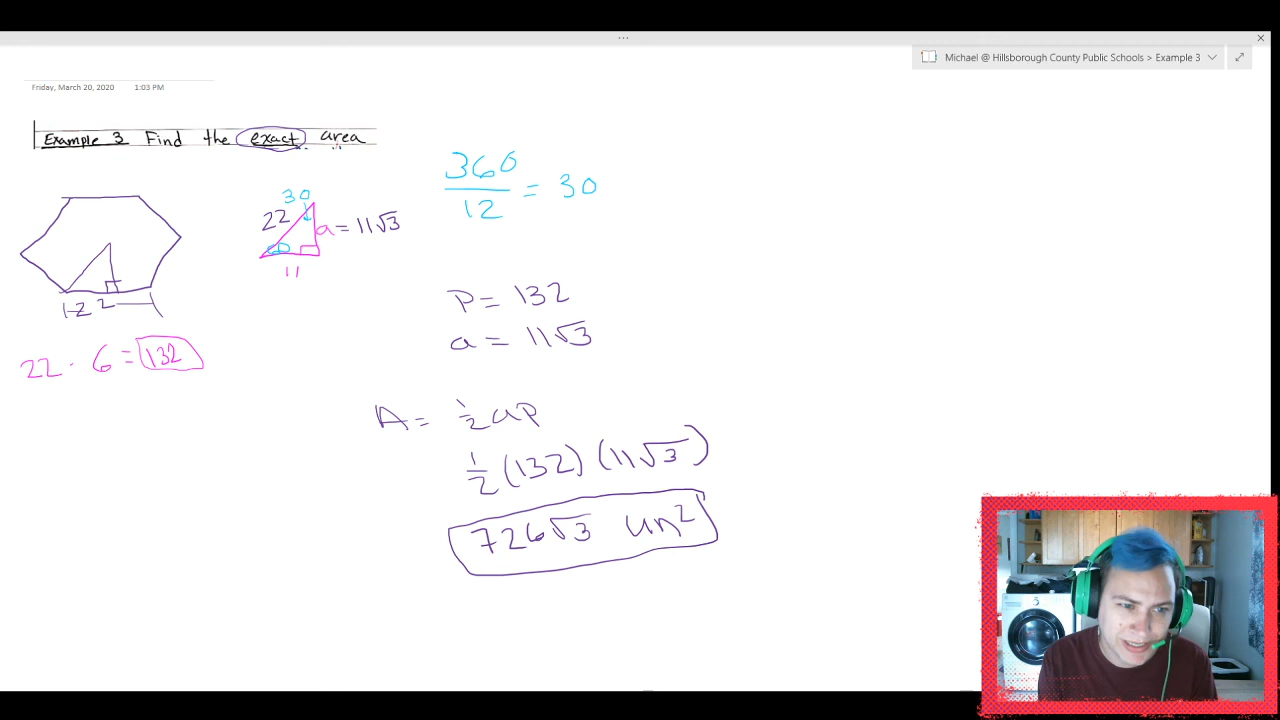 ...
Michael @ Hillsborough County Public Schools > Example 3
Friday, March 20, 2020 1:03 PM
Example 3 Find the exact area
360
12
= 30
30
22
a = 11√3
60
11
22
22 · 6 = 132
P = 132
a = 11√3
A = 1/2 ap
1/2 (132) (11√3)
726√3 un²